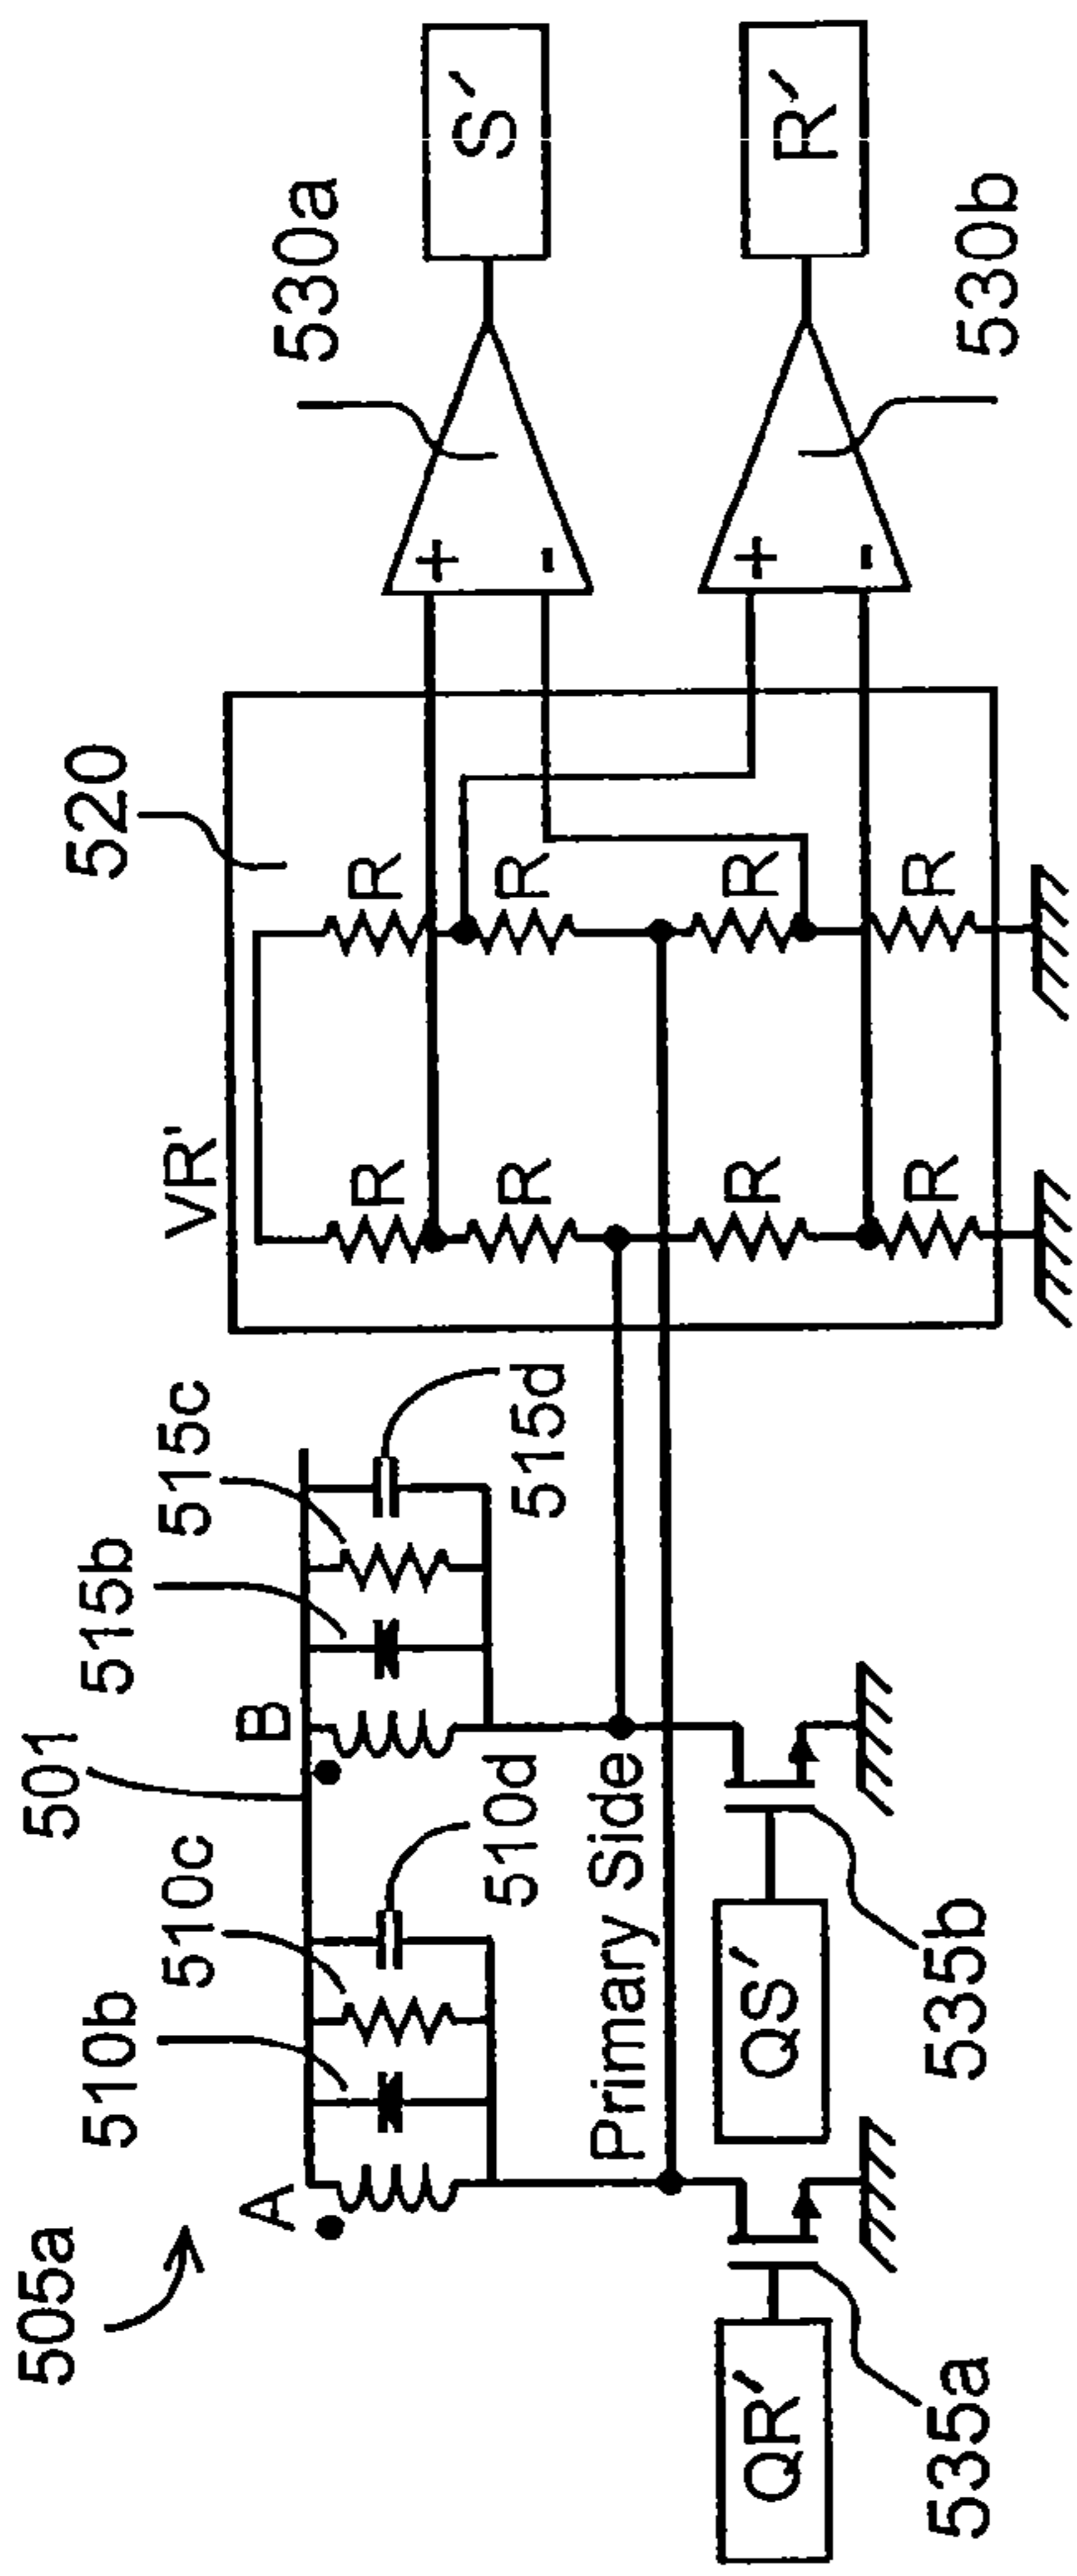 505a
A
510b
510c
510d
501
B
515b
515c
515d
Primary Side
QR′
535a
QS′
535b
VR'
520
R
R
R
R
R
R
R
R
+
-
530a
S′
+
-
530b
R′